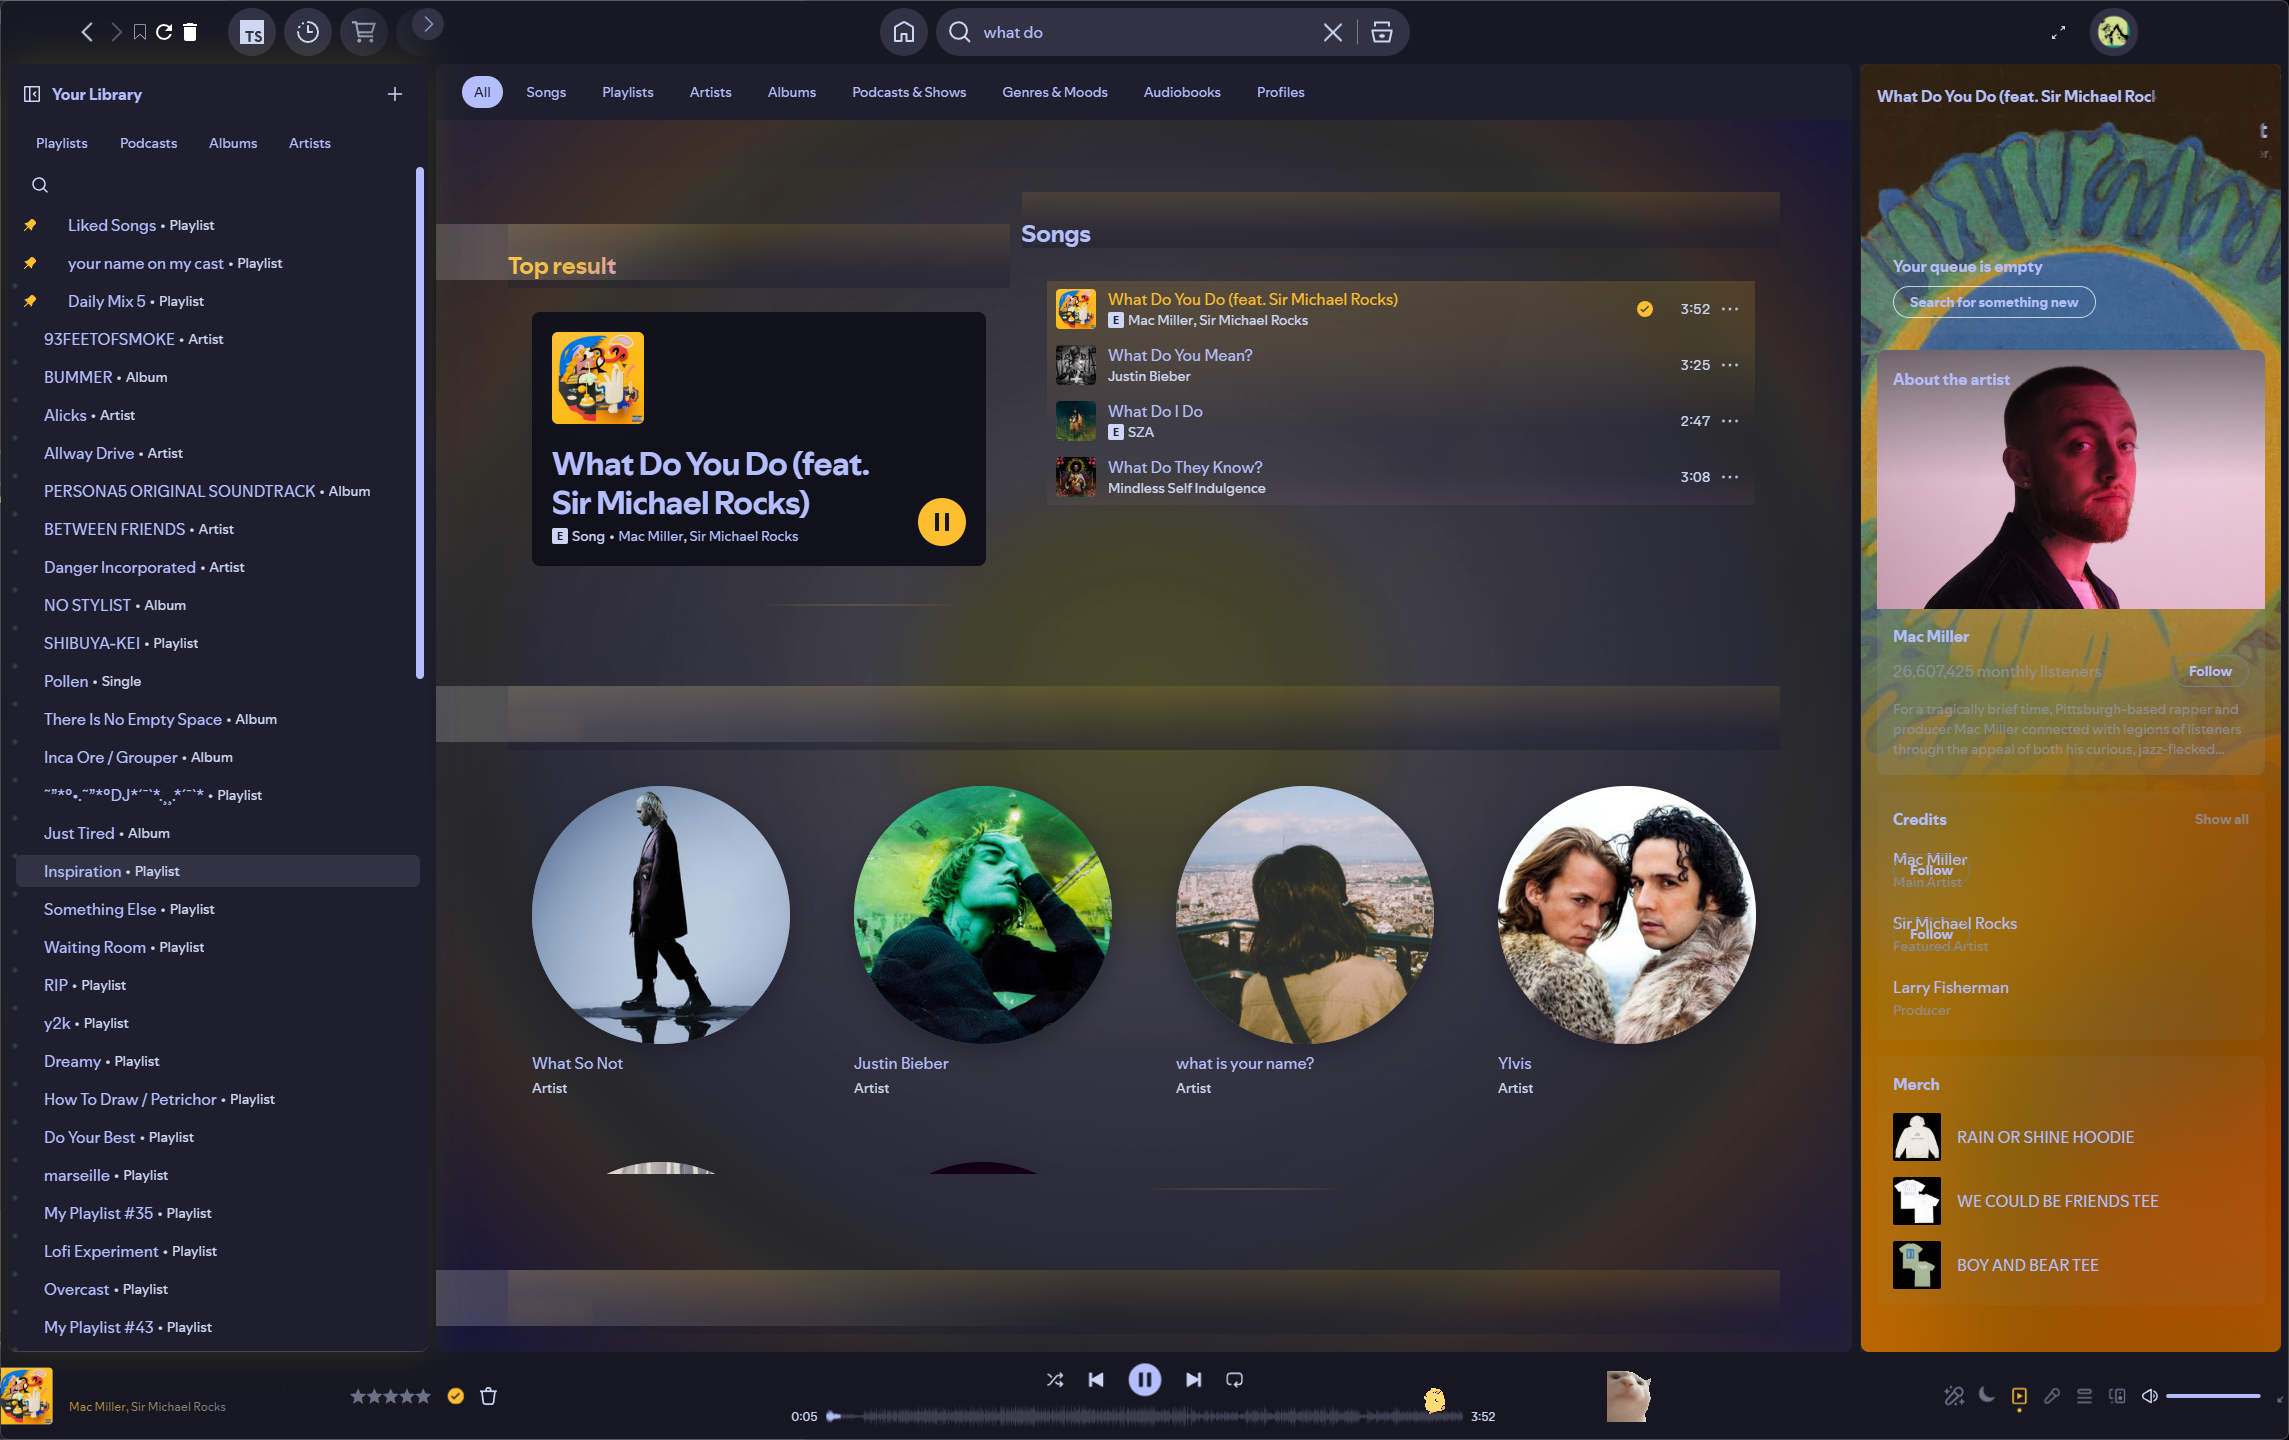 TS
what do
Your Library
Playlists
Podcasts
Albums
Artists
Liked Songs • Playlist
your name on my cast • Playlist
Daily Mix 5 • Playlist
93FEETOFSMOKE • Artist
BUMMER • Album
Alicks • Artist
Allway Drive • Artist
PERSONA5 ORIGINAL SOUNDTRACK • Album
BETWEEN FRIENDS • Artist
Danger Incorporated • Artist
NO STYLIST • Album
SHIBUYA-KEI • Playlist
Pollen • Single
There Is No Empty Space • Album
Inca Ore / Grouper • Album
˜”*°•.˜”*°DJ*´¯`*.¸¸.*´¯`* • Playlist
Just Tired • Album
Inspiration • Playlist
Something Else • Playlist
Waiting Room • Playlist
RIP • Playlist
y2k • Playlist
Dreamy • Playlist
How To Draw / Petrichor • Playlist
Do Your Best • Playlist
marseille • Playlist
My Playlist #35 • Playlist
Lofi Experiment • Playlist
Overcast • Playlist
My Playlist #43 • Playlist
All
Songs
Playlists
Artists
Albums
Podcasts & Shows
Genres & Moods
Audiobooks
Profiles
Top result
What Do You Do (feat.
Sir Michael Rocks)
E Song • Mac Miller, Sir Michael Rocks
Songs
What Do You Do (feat. Sir Michael Rocks)
E Mac Miller, Sir Michael Rocks
3:52
What Do You Mean?
Justin Bieber
3:25
What Do I Do
E SZA
2:47
What Do They Know?
Mindless Self Indulgence
3:08
What So Not
Artist
Justin Bieber
Artist
what is your name?
Artist
Ylvis
Artist
What Do You Do (feat. Sir Michael Rock
t
er,
Your queue is empty
Search for something new
About the artist
Mac Miller
26,607,425 monthly listeners
Follow
For a tragically brief time, Pittsburgh-based rapper and
producer Mac Miller connected with legions of listeners
through the appeal of both his curious, jazz-flecked...
Credits
Show all
Mac Miller
Follow
Main Artist
Sir Michael Rocks
Follow
Featured Artist
Larry Fisherman
Producer
Merch
RAIN OR SHINE HOODIE
WE COULD BE FRIENDS TEE
BOY AND BEAR TEE
Mac Miller, Sir Michael Rocks
0:05
3:52